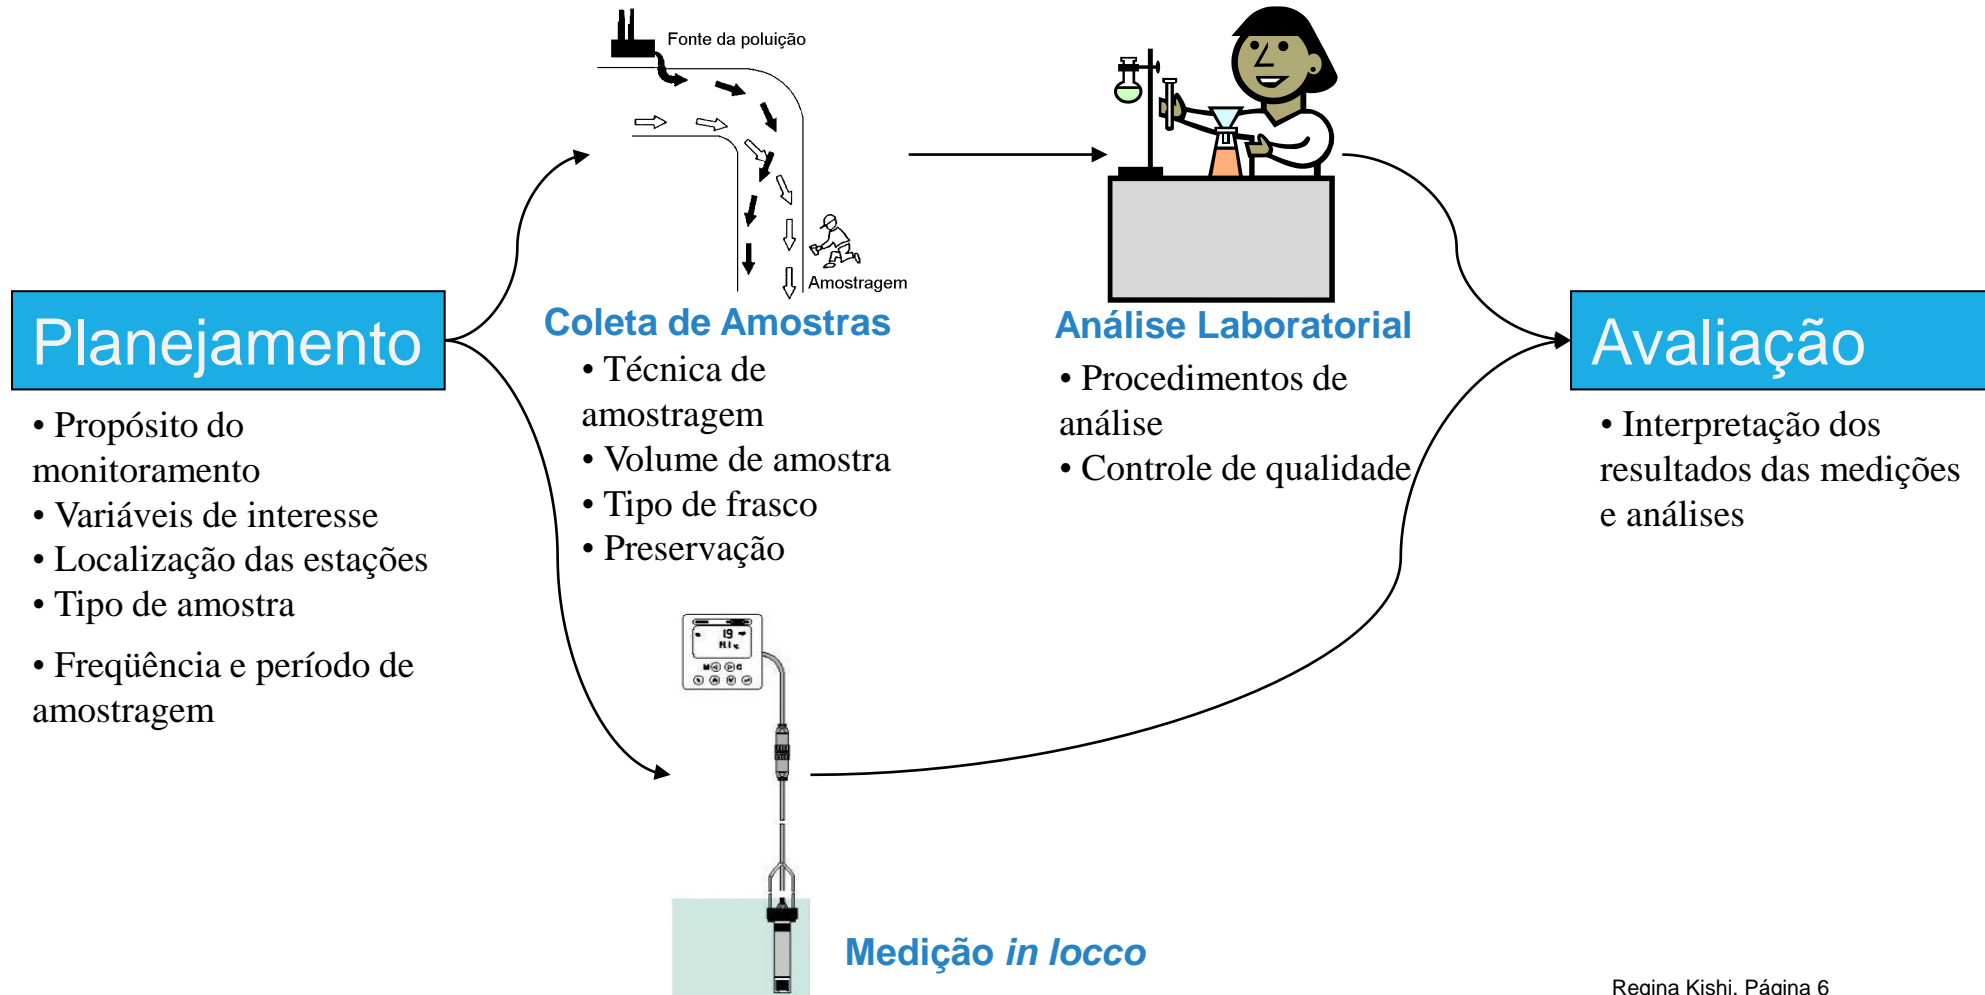 Fonte da poluição
Amostragem
Planejamento
• Propósito do
monitoramento
• Variáveis de interesse
• Localização das estações
• Tipo de amostra
• Freqüência e período de
amostragem
Coleta de Amostras
• Técnica de
amostragem
• Volume de amostra
• Tipo de frasco
• Preservação
Análise Laboratorial
• Procedimentos de
análise
• Controle de qualidade
Avaliação
• Interpretação dos
resultados das medições
e análises
19
M
C
Medição in locco
Regina Kishi, Página 6